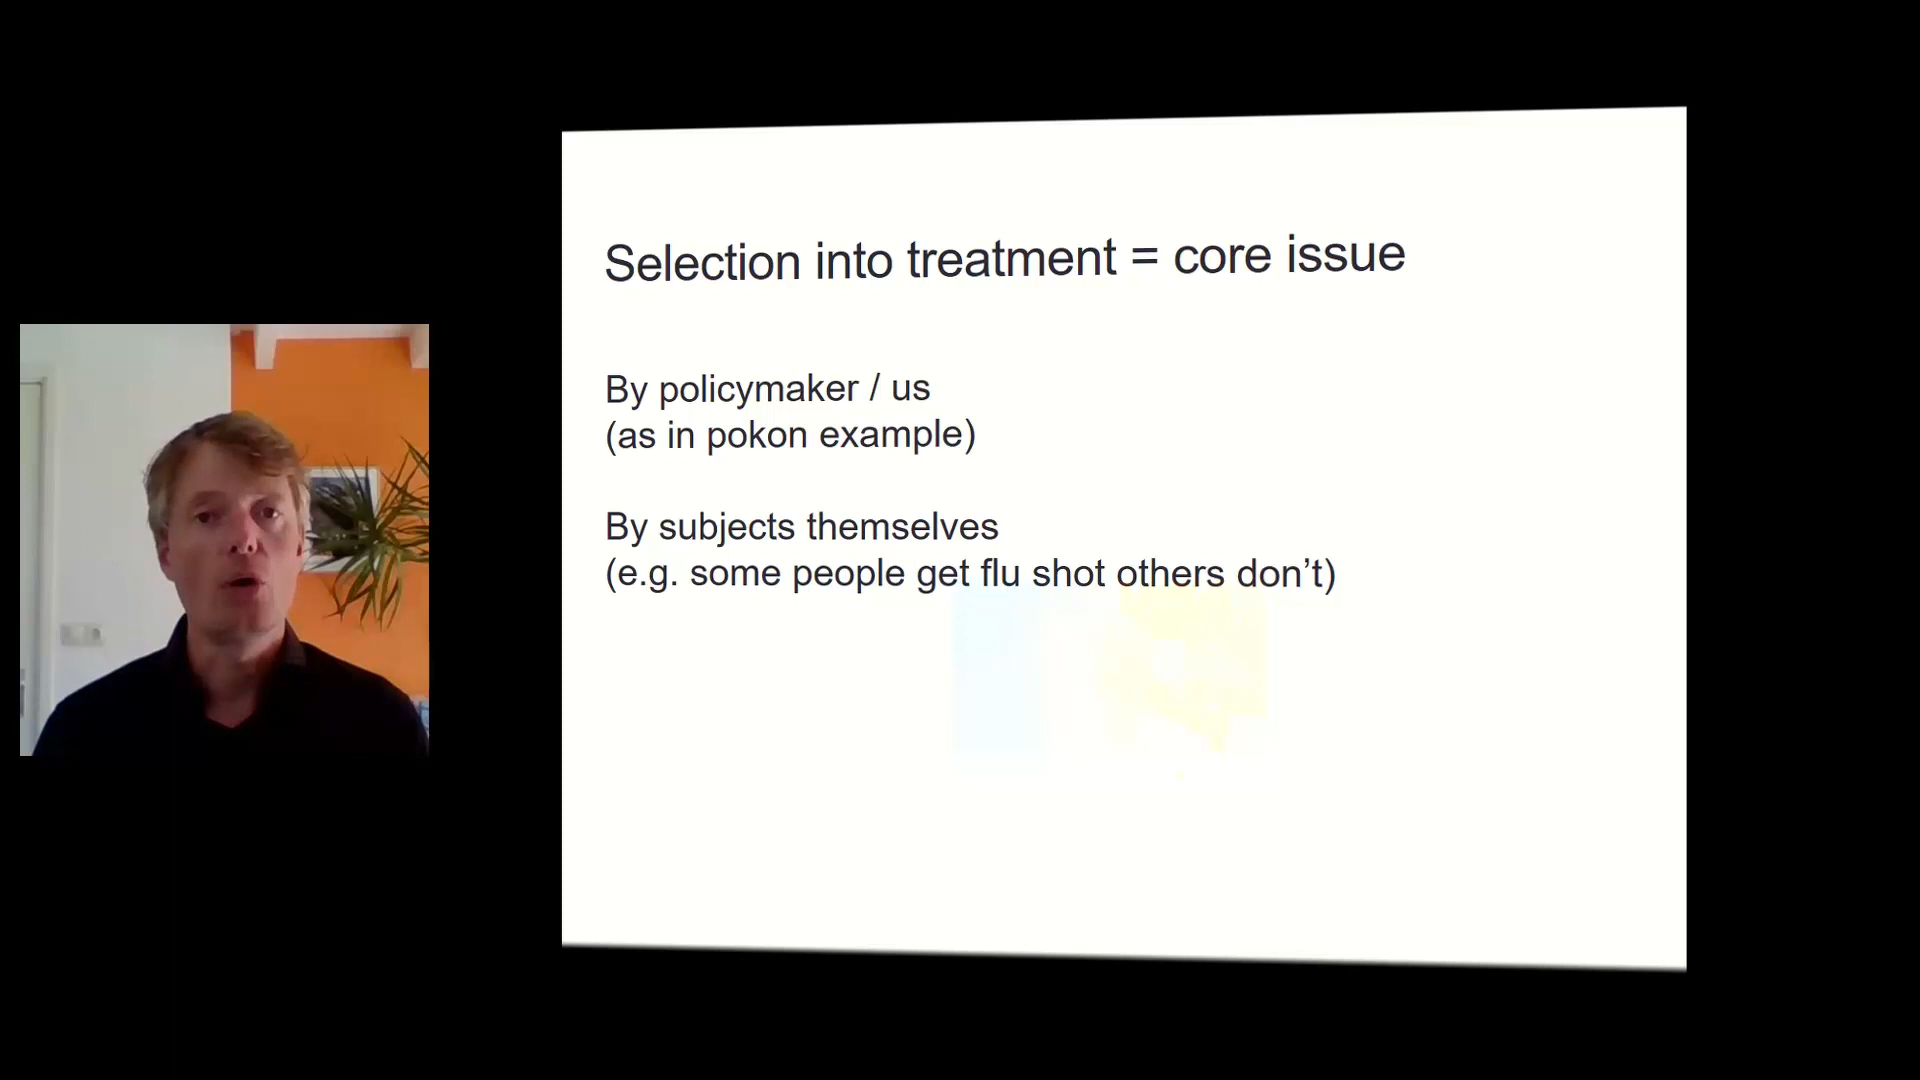 Selection into treatment = core issue
By policymaker / us
(as in pokon example)
By subjects themselves
(e.g. some people get flu shot others don’t)